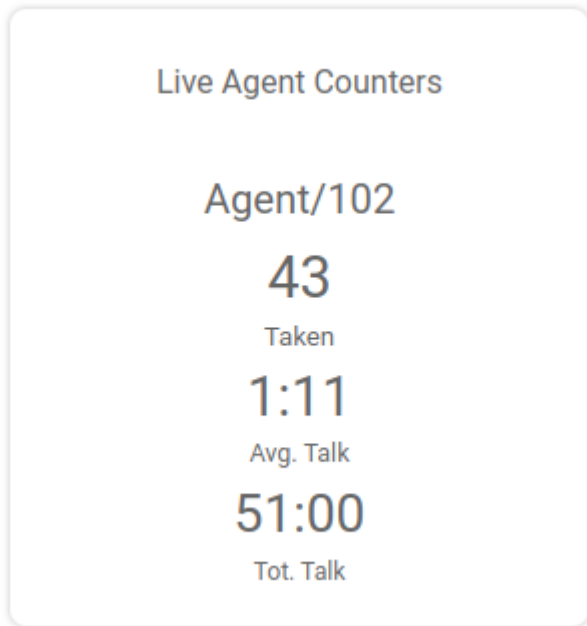 Live Agent Counters
Agent/102
43
Taken
1:11
Avg. Talk
51:00
Tot. Talk